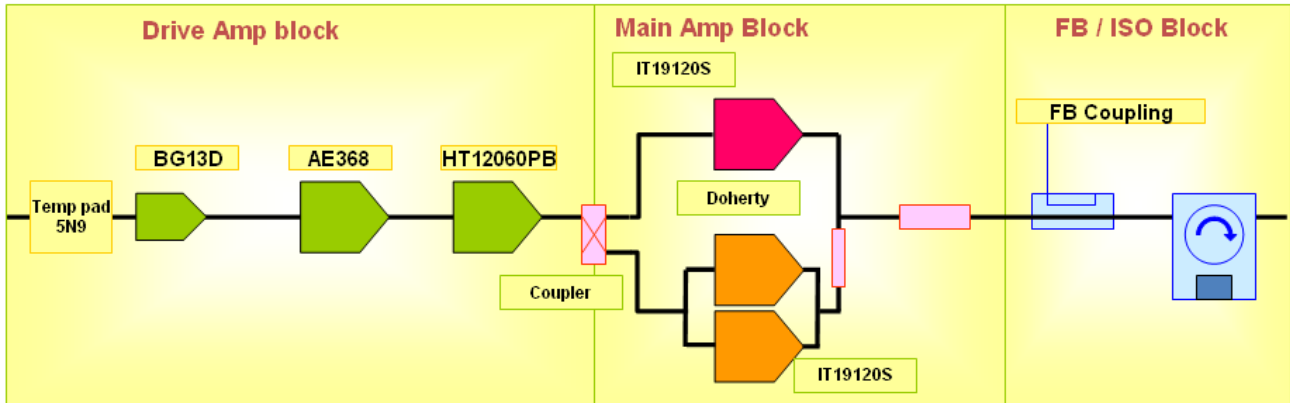 Drive Amp block
Main Amp Block
FB / ISO Block
IT19120S
FB Coupling
BG13D
AE368
HT12060PB
Temp pad
5N9
Doherty
Coupler
IT19120S